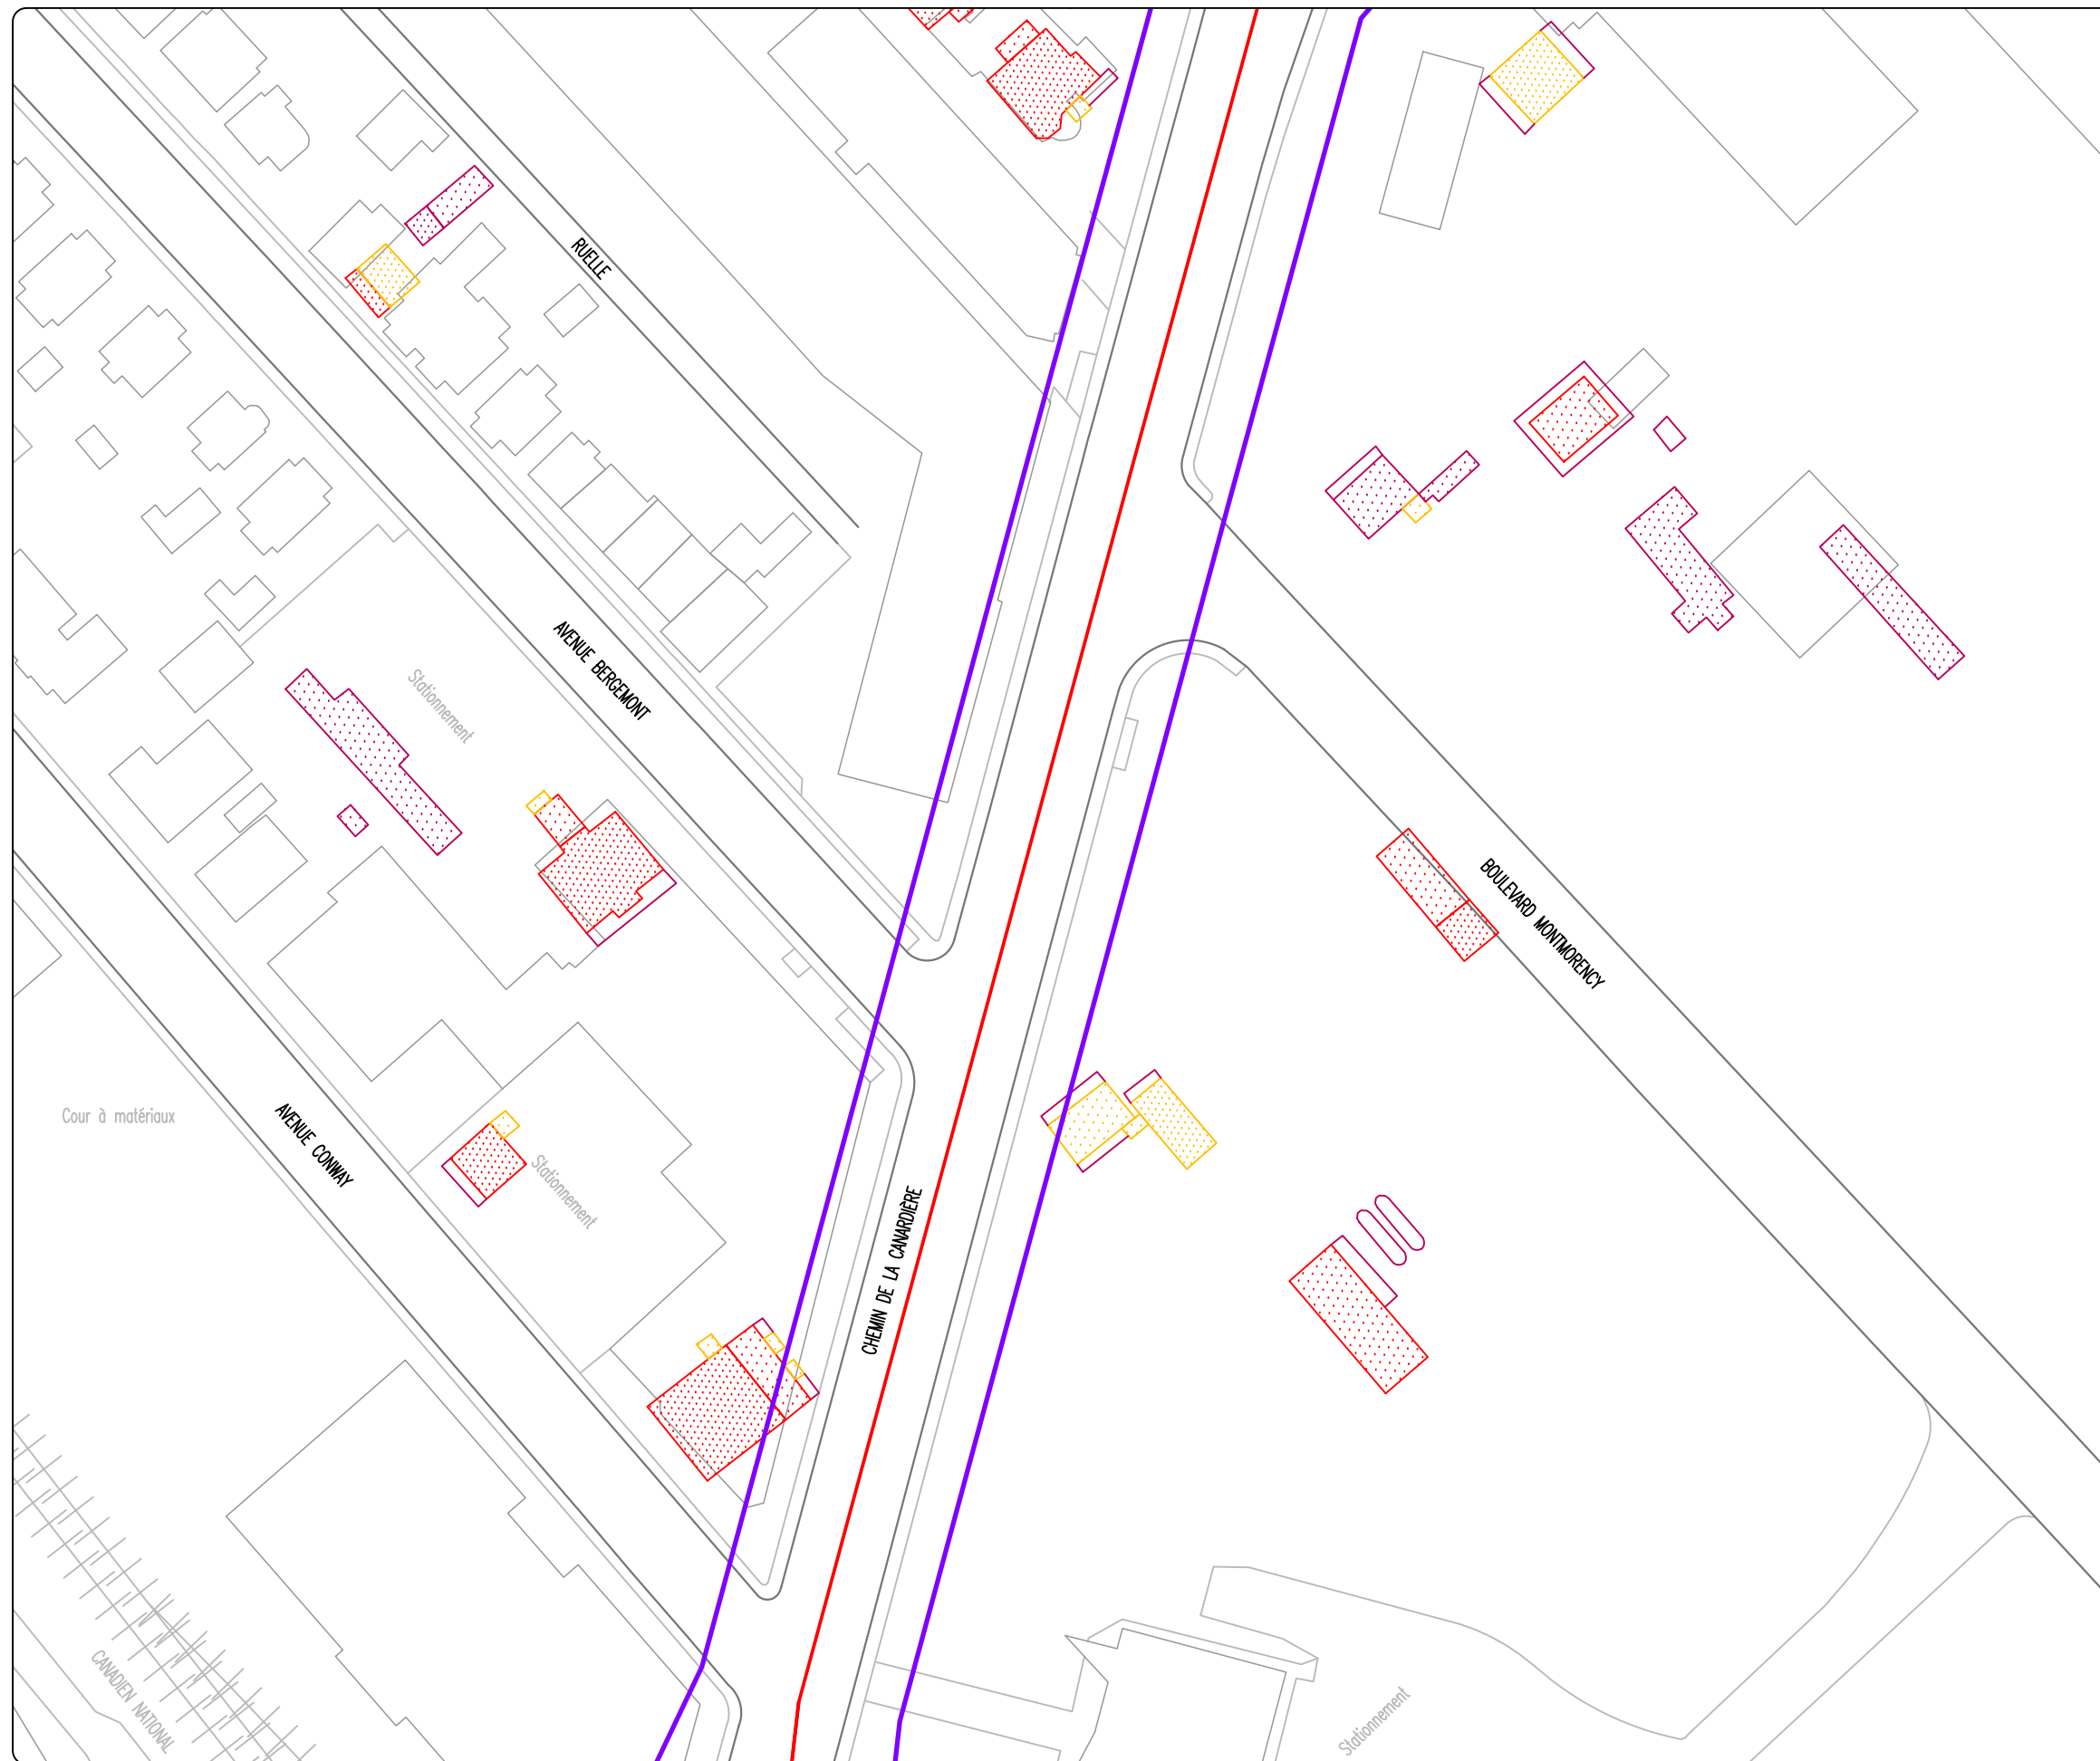 RUELLE
AVENUE BERGEMONT
Stationnement
BOULEVARD MONTMORENCY
Cour à matériaux
AVENUE CONWAY
Stationnement
CHEMIN DE LA CANARDIÈRE
CANADIEN NATIONAL
Stationnement